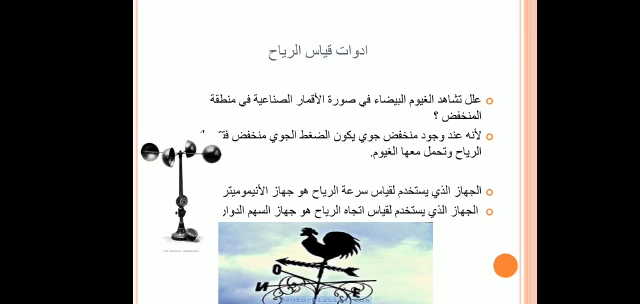 ادوات قياس الرياح
علل تشاهد الغيوم البيضاء في صورة الأقمار الصناعية في منطقة
المنخفض ؟
لأنه عند وجود منخفض جوي يكون الضغط الجوي منخفض
الرياح وتحمل معها الغيوم.
الجهاز الذي يستخدم لقياس سرعة الرياح هو جهاز الأنيموميتر
الجهاز الذي يستخدم لقياس اتجاه الرياح هو جهاز السهم الدوار